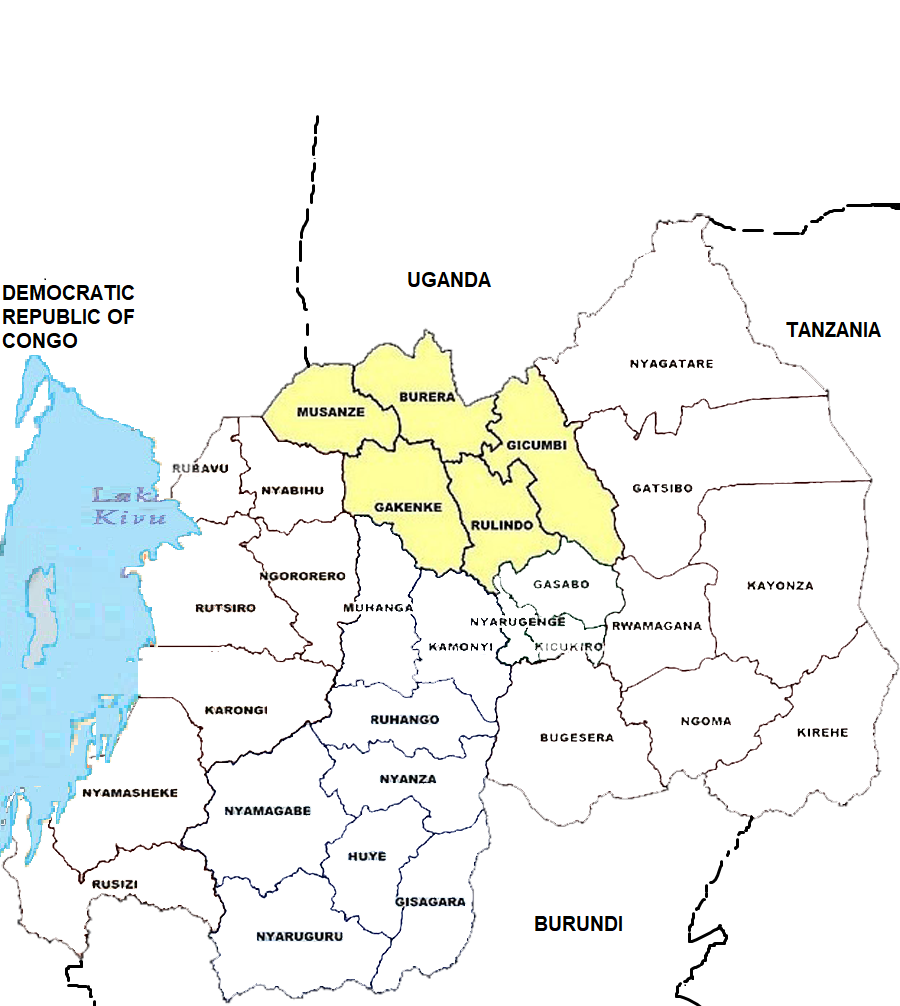 UGANDA
DEMOCRATIC
REPUBLIC OF
CONGO
TANZANIA
NYAGATARE
BURERA
MUSANZE
GICUMBI
RUBAVU
NYABIHU
GATSIBO
Lak
Kivu
GAKENKE
RULINDO
NGORORERO
GASABO
KAYONZA
RUTSIRO
MUHANGA
NYARUGENGE
RWAMAGANA
KAMONYI
KICUKIRO
KARONGI
RUHANGO
NGOMA
BUGESERA
KIREHE
NYANZA
NYAMASHEKE
NYAMAGABE
HUYE
RUSIZI
GISAGARA
BURUNDI
NYARUGURU